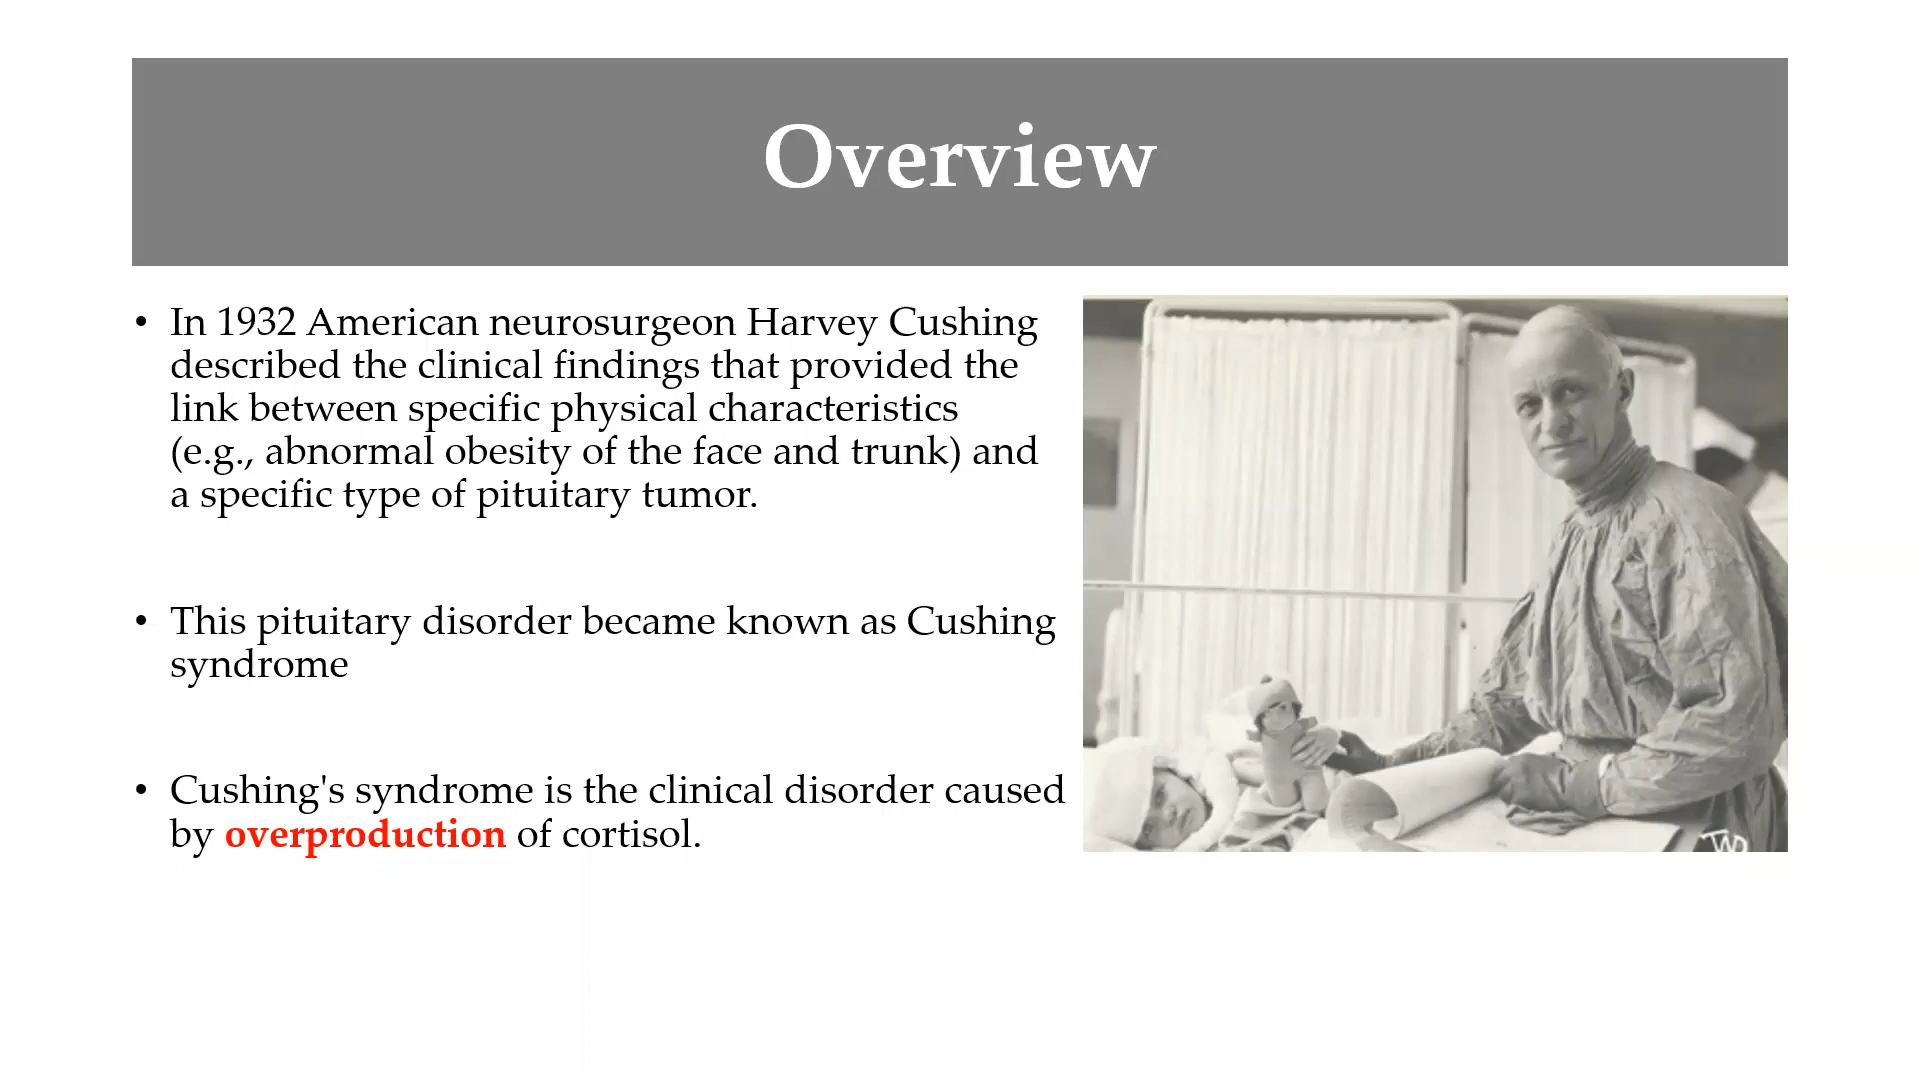 Overview
• In 1932 American neurosurgeon Harvey Cushing
described the clinical findings that provided the
link between specific physical characteristics
(e.g., abnormal obesity of the face and trunk) and
a specific type of pituitary tumor.
• This pituitary disorder became known as Cushing
syndrome
• Cushing's syndrome is the clinical disorder caused
by overproduction of cortisol.